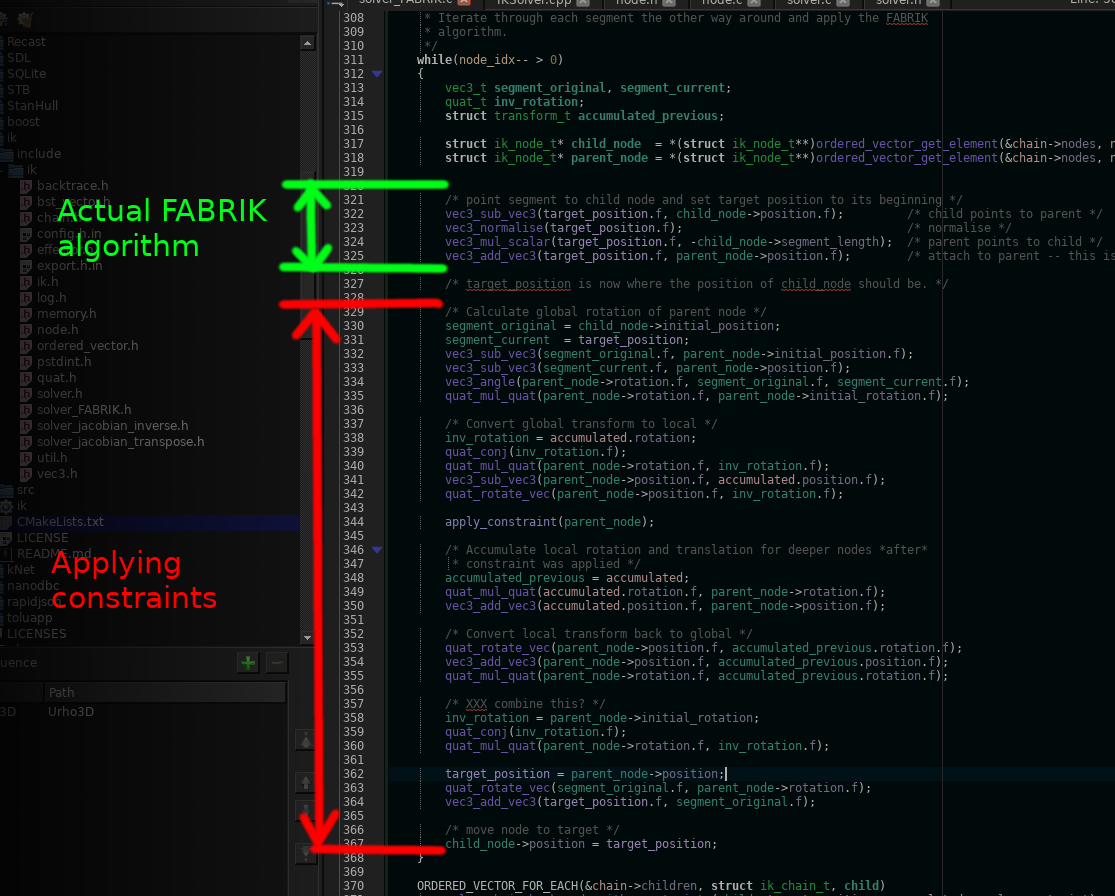 solver_FABRIK.c IKSolver.cpp node.h node.c solver.c solver.h Line:
Recast
SDL
SQLite
STB
StanHull
boost
ik
include
ik
backtrace.h
bst_vector.h
chain.h
config.h.in
effector.h
export.h.in
ik.h
log.h
memory.h
node.h
ordered_vector.h
pstdint.h
quat.h
solver.h
solver_FABRIK.h
solver_jacobian_inverse.h
solver_jacobian_transpose.h
util.h
vec3.h
src
ik
CMakeLists.txt
LICENSE
README.md
kNet
nanodbc
rapidjson
toluapp
LICENSES
uence
Path
3D Urho3D
Actual FABRIK
algorithm
Applying
constraints
308 * Iterate through each segment the other way around and apply the FABRIK
309 * algorithm.
310 */
311 while(node_idx-- > 0)
312 {
313 vec3_t segment_original, segment_current;
314 quat_t inv_rotation;
315 struct transform_t accumulated_previous;
316
317 struct ik_node_t* child_node = *(struct ik_node_t**)ordered_vector_get_element(&chain->nodes,
318 struct ik_node_t* parent_node = *(struct ik_node_t**)ordered_vector_get_element(&chain->nodes,
319
320
321 /* point segment to child node and set target position to its beginning */
322 vec3_sub_vec3(target_position.f, child_node->position.f); /* child points to parent */
323 vec3_normalise(target_position.f); /* normalise */
324 vec3_mul_scalar(target_position.f, -child_node->segment_length); /* parent points to child */
325 vec3_add_vec3(target_position.f, parent_node->position.f); /* attach to parent -- this is
326
327 /* target_position is now where the position of child_node should be. */
328
329 /* Calculate global rotation of parent node */
330 segment_original = child_node->initial_position;
331 segment_current = target_position;
332 vec3_sub_vec3(segment_original.f, parent_node->initial_position.f);
333 vec3_sub_vec3(segment_current.f, parent_node->position.f);
334 vec3_angle(parent_node->rotation.f, segment_original.f, segment_current.f);
335 quat_mul_quat(parent_node->rotation.f, parent_node->initial_rotation.f);
336
337 /* Convert global transform to local */
338 inv_rotation = accumulated.rotation;
339 quat_conj(inv_rotation.f);
340 quat_mul_quat(parent_node->rotation.f, inv_rotation.f);
341 vec3_sub_vec3(parent_node->position.f, accumulated.position.f);
342 quat_rotate_vec(parent_node->position.f, inv_rotation.f);
343
344 apply_constraint(parent_node);
345
346 /* Accumulate local rotation and translation for deeper nodes *after*
347 * constraint was applied */
348 accumulated_previous = accumulated;
349 quat_mul_quat(accumulated.rotation.f, parent_node->rotation.f);
350 vec3_add_vec3(accumulated.position.f, parent_node->position.f);
351
352 /* Convert local transform back to global */
353 quat_rotate_vec(parent_node->position.f, accumulated_previous.rotation.f);
354 vec3_add_vec3(parent_node->position.f, accumulated_previous.position.f);
355 quat_mul_quat(parent_node->rotation.f, accumulated_previous.rotation.f);
356
357 /* XXX combine this? */
358 inv_rotation = parent_node->initial_rotation;
359 quat_conj(inv_rotation.f);
360 quat_mul_quat(parent_node->rotation.f, inv_rotation.f);
361
362 target_position = parent_node->position;
363 quat_rotate_vec(segment_original.f, parent_node->rotation.f);
364 vec3_add_vec3(target_position.f, segment_original.f);
365
366 /* move node to target */
367 child_node->position = target_position;
368 }
369
370 ORDERED_VECTOR_FOR_EACH(&chain->children, struct ik_chain_t, child)